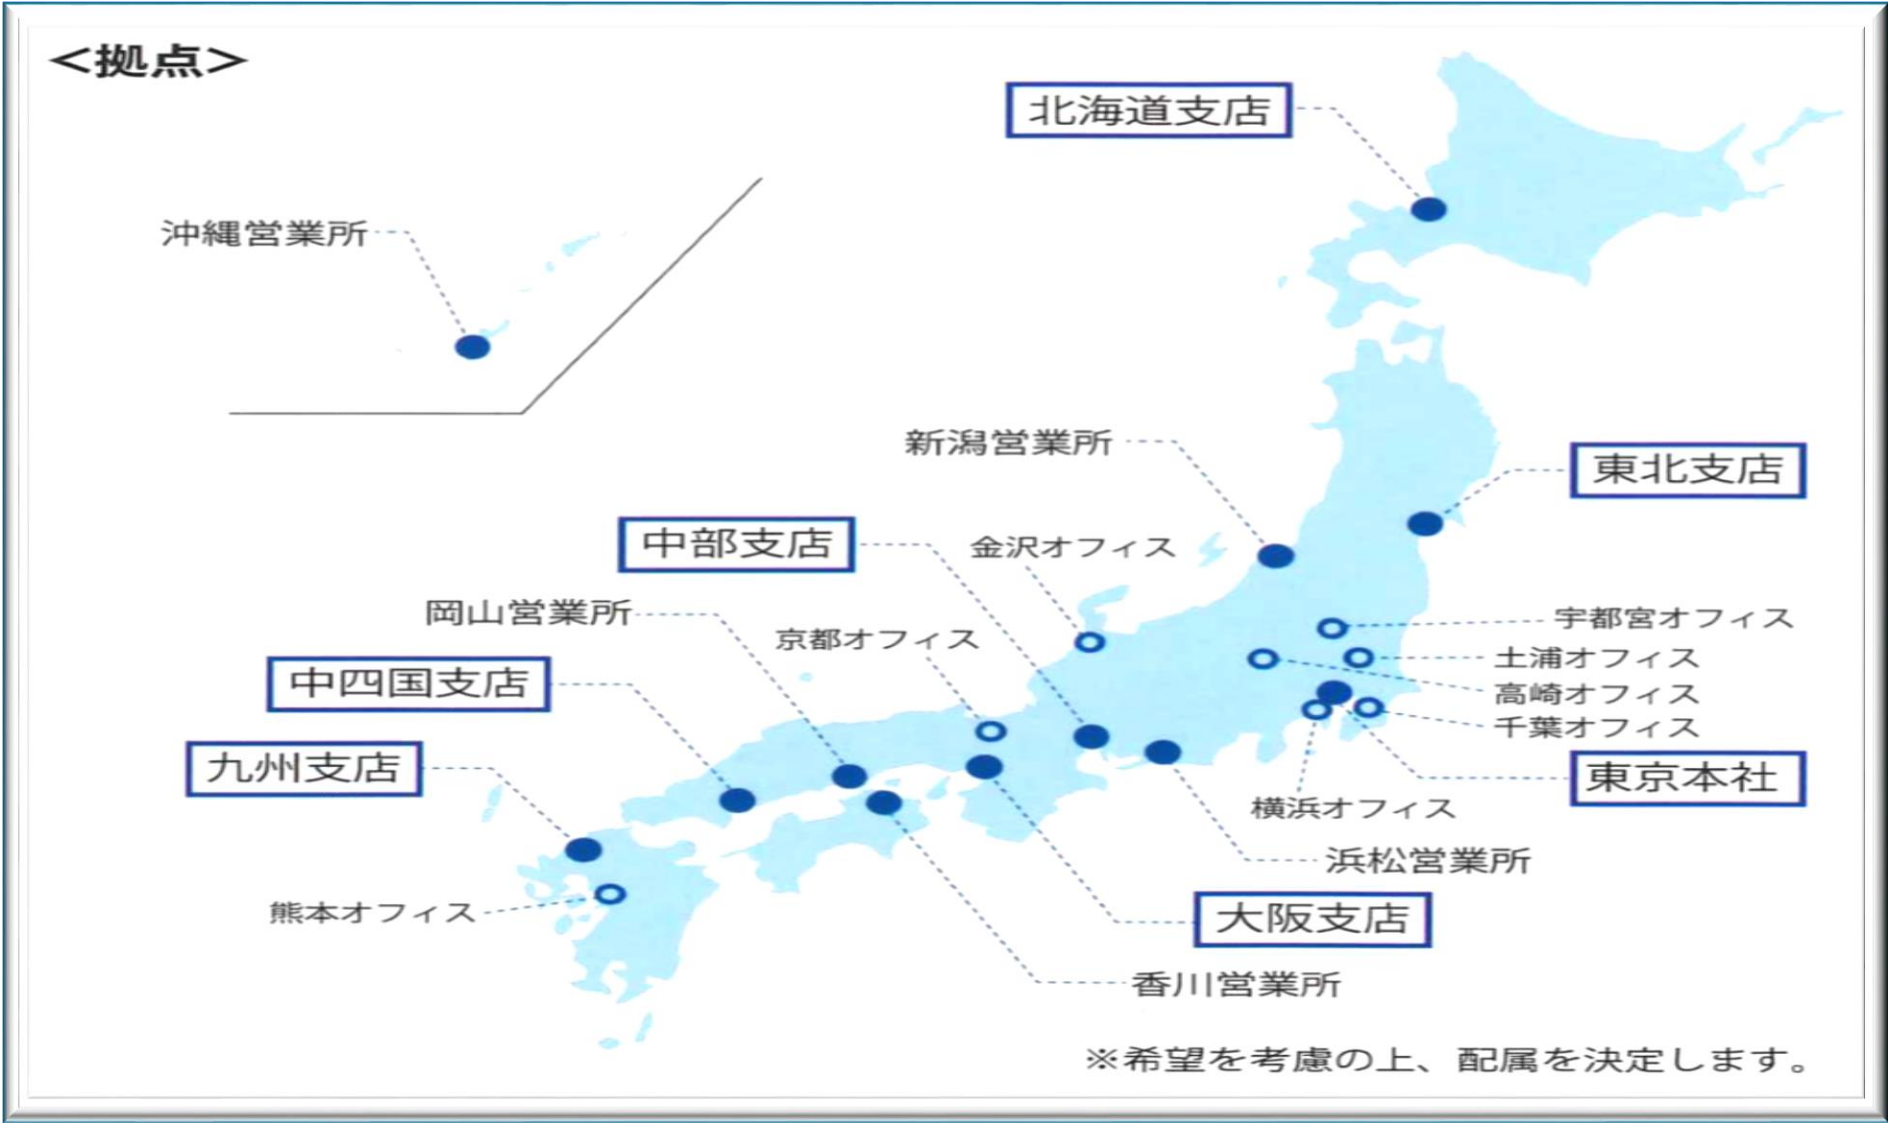 ＜拠点＞
北海道支店
沖縄営業所
新潟営業所
東北支店
中部支店
金沢オフィス
岡山営業所
京都オフィス
宇都宮オフィス
土浦オフィス
中四国支店
高崎オフィス
千葉オフィス
九州支店
東京本社
横浜オフィス
浜松営業所
熊本オフィス
大阪支店
香川営業所
※希望を考慮の上、配属を決定します。